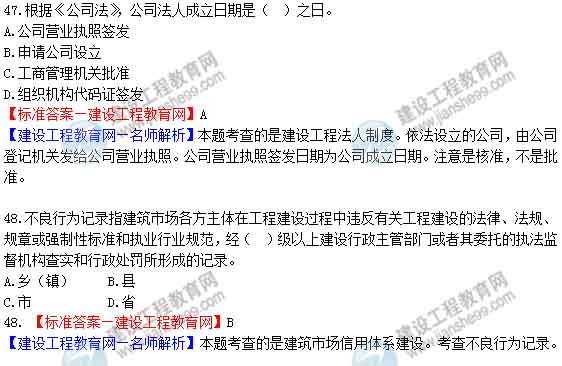 47.根据《公司法》，公司法人成立日期是（　）之日。
A.公司营业执照签发
B.申请公司设立
C.工商管理机关批准
D.组织机构代码证签发
【标准答案—建设工程教育网】A
【建设工程教育网—名师解析】本题考查的是建设工程法人制度。依法设立的公司，由公司
登记机关发给公司营业执照。公司营业执照签发日期为公司成立日期。注意是核准，不是批
准。
48.不良行为记录指建筑市场各方主体在工程建设过程中违反有关工程建设的法律、法规、
规章或强制性标准和执业行业规范，经（　）级以上建设行政主管部门或者其委托的执法监
督机构查实和行政处罚所形成的记录。
A.乡（镇）　B.县
C.市　D.省
48. 【标准答案—建设工程教育网】B
【建设工程教育网—名师解析】本题考查的是建筑市场信用体系建设。考查不良行为记录。
建设工程教育网
www.jianshe99.com